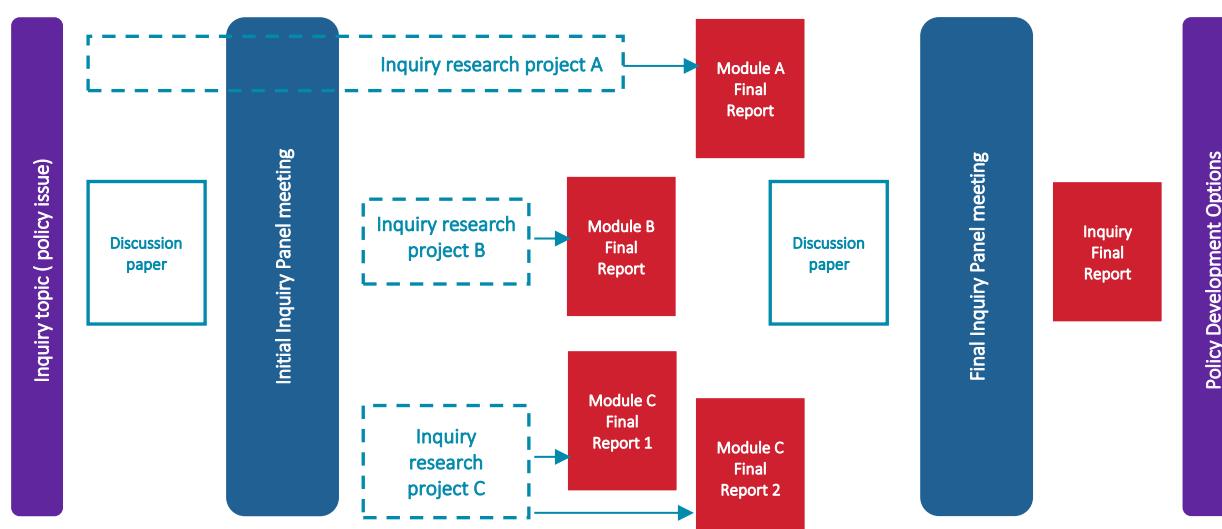 Inquiry topic ( policy issue)
Discussion
paper
Initial Inquiry Panel meeting
Inquiry research project A
Module A
Final
Report
Inquiry research
project B
Module B
Final
Report
Inquiry
research
project C
Module C
Final
Report 1
Module C
Final
Report 2
Discussion
paper
Final Inquiry Panel meeting
Inquiry
Final
Report
Policy Development Options